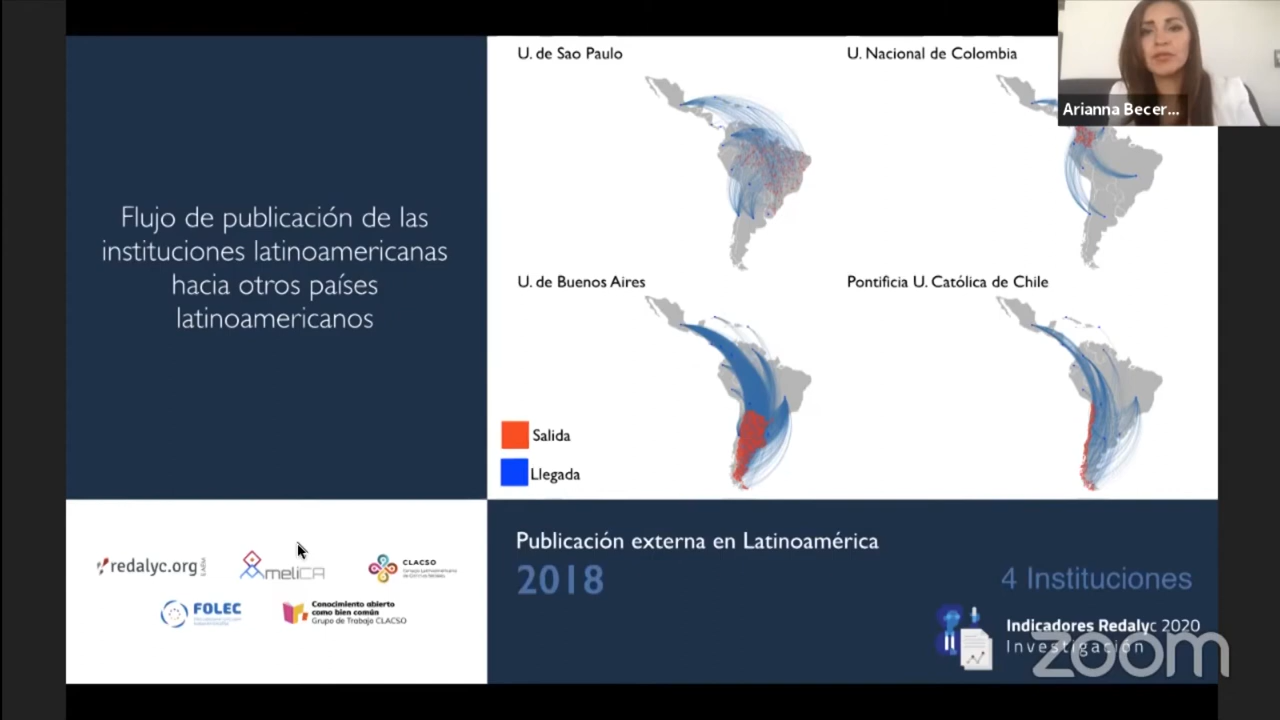 U. de Sao Paulo
U. Nacional de Colombia
Arianna Becer...
Flujo de publicación de las
instituciones latinoamericanas
hacia otros países
latinoamericanos
U. de Buenos Aires
Pontificia U. Católica de Chile
Salida
Llegada
Publicación externa en Latinoamérica
2018
4 Instituciones
Indicadores Redalyc 2020
Investigación
zoom
redalyc.org
UAEM
AmeliCA
CLACSO
FOLEC
Conocimiento abierto
como bien común
Grupo de Trabajo CLACSO